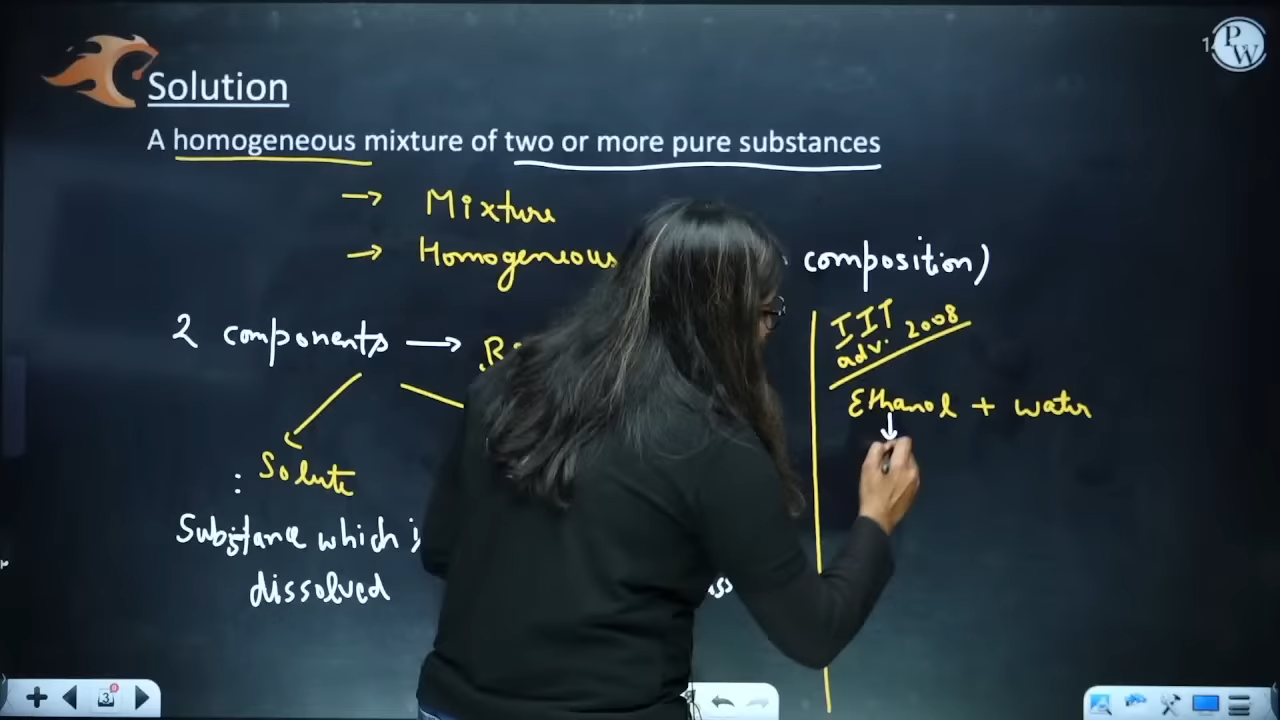 Solution
A homogeneous mixture of two or more pure substances
→ Mixture
→ Homogeneous composition)
2 components →
Solute
:
Substance which
dissolved
IIT
adv. 2008
Ethanol + water
PW
3